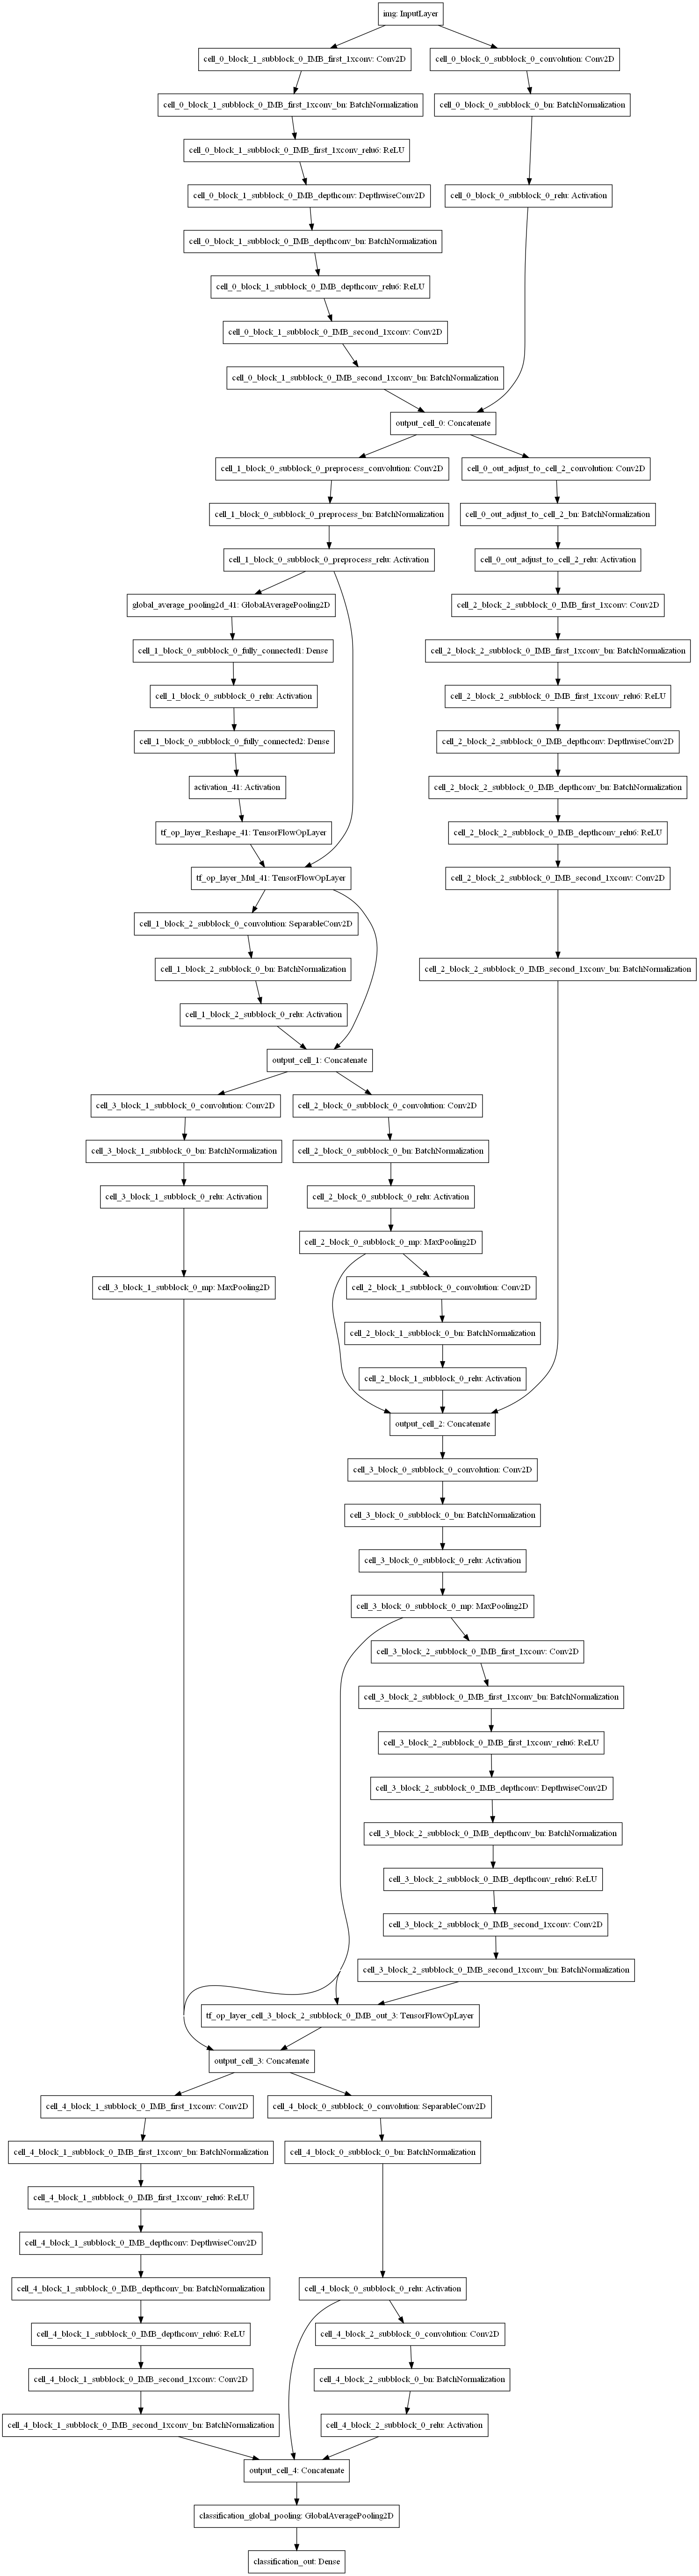 img: InputLayer
cell_0_block_1_subblock_0_IMB_first_1xconv: Conv2D
cell_0_block_0_subblock_0_convolution: Conv2D
cell_0_block_1_subblock_0_IMB_first_1xconv_bn: BatchNormalization
cell_0_block_0_subblock_0_bn: BatchNormalization
cell_0_block_1_subblock_0_IMB_first_1xconv_relu6: ReLU
cell_0_block_1_subblock_0_IMB_depthconv: DepthwiseConv2D
cell_0_block_0_subblock_0_relu: Activation
cell_0_block_1_subblock_0_IMB_depthconv_bn: BatchNormalization
cell_0_block_1_subblock_0_IMB_depthconv_relu6: ReLU
cell_0_block_1_subblock_0_IMB_second_1xconv: Conv2D
cell_0_block_1_subblock_0_IMB_second_1xconv_bn: BatchNormalization
output_cell_0: Concatenate
cell_1_block_0_subblock_0_preprocess_convolution: Conv2D
cell_0_out_adjust_to_cell_2_convolution: Conv2D
cell_1_block_0_subblock_0_preprocess_bn: BatchNormalization
cell_0_out_adjust_to_cell_2_bn: BatchNormalization
cell_1_block_0_subblock_0_preprocess_relu: Activation
cell_0_out_adjust_to_cell_2_relu: Activation
global_average_pooling2d_41: GlobalAveragePooling2D
cell_2_block_2_subblock_0_IMB_first_1xconv: Conv2D
cell_1_block_0_subblock_0_fully_connected1: Dense
cell_2_block_2_subblock_0_IMB_first_1xconv_bn: BatchNormalization
cell_1_block_0_subblock_0_relu: Activation
cell_2_block_2_subblock_0_IMB_first_1xconv_relu6: ReLU
cell_1_block_0_subblock_0_fully_connected2: Dense
cell_2_block_2_subblock_0_IMB_depthconv: DepthwiseConv2D
activation_41: Activation
cell_2_block_2_subblock_0_IMB_depthconv_bn: BatchNormalization
tf_op_layer_Reshape_41: TensorFlowOpLayer
cell_2_block_2_subblock_0_IMB_depthconv_relu6: ReLU
tf_op_layer_Mul_41: TensorFlowOpLayer
cell_2_block_2_subblock_0_IMB_second_1xconv: Conv2D
cell_1_block_2_subblock_0_convolution: SeparableConv2D
cell_1_block_2_subblock_0_bn: BatchNormalization
cell_2_block_2_subblock_0_IMB_second_1xconv_bn: BatchNormalization
cell_1_block_2_subblock_0_relu: Activation
output_cell_1: Concatenate
cell_3_block_1_subblock_0_convolution: Conv2D
cell_2_block_0_subblock_0_convolution: Conv2D
cell_3_block_1_subblock_0_bn: BatchNormalization
cell_2_block_0_subblock_0_bn: BatchNormalization
cell_3_block_1_subblock_0_relu: Activation
cell_2_block_0_subblock_0_relu: Activation
cell_2_block_0_subblock_0_mp: MaxPooling2D
cell_3_block_1_subblock_0_mp: MaxPooling2D
cell_2_block_1_subblock_0_convolution: Conv2D
cell_2_block_1_subblock_0_bn: BatchNormalization
cell_2_block_1_subblock_0_relu: Activation
output_cell_2: Concatenate
cell_3_block_0_subblock_0_convolution: Conv2D
cell_3_block_0_subblock_0_bn: BatchNormalization
cell_3_block_0_subblock_0_relu: Activation
cell_3_block_0_subblock_0_mp: MaxPooling2D
cell_3_block_2_subblock_0_IMB_first_1xconv: Conv2D
cell_3_block_2_subblock_0_IMB_first_1xconv_bn: BatchNormalization
cell_3_block_2_subblock_0_IMB_first_1xconv_relu6: ReLU
cell_3_block_2_subblock_0_IMB_depthconv: DepthwiseConv2D
cell_3_block_2_subblock_0_IMB_depthconv_bn: BatchNormalization
cell_3_block_2_subblock_0_IMB_depthconv_relu6: ReLU
cell_3_block_2_subblock_0_IMB_second_1xconv: Conv2D
cell_3_block_2_subblock_0_IMB_second_1xconv_bn: BatchNormalization
tf_op_layer_cell_3_block_2_subblock_0_IMB_out_3: TensorFlowOpLayer
output_cell_3: Concatenate
cell_4_block_1_subblock_0_IMB_first_1xconv: Conv2D
cell_4_block_0_subblock_0_convolution: SeparableConv2D
cell_4_block_1_subblock_0_IMB_first_1xconv_bn: BatchNormalization
cell_4_block_0_subblock_0_bn: BatchNormalization
cell_4_block_1_subblock_0_IMB_first_1xconv_relu6: ReLU
cell_4_block_1_subblock_0_IMB_depthconv: DepthwiseConv2D
cell_4_block_1_subblock_0_IMB_depthconv_bn: BatchNormalization
cell_4_block_0_subblock_0_relu: Activation
cell_4_block_1_subblock_0_IMB_depthconv_relu6: ReLU
cell_4_block_2_subblock_0_convolution: Conv2D
cell_4_block_1_subblock_0_IMB_second_1xconv: Conv2D
cell_4_block_2_subblock_0_bn: BatchNormalization
cell_4_block_1_subblock_0_IMB_second_1xconv_bn: BatchNormalization
cell_4_block_2_subblock_0_relu: Activation
output_cell_4: Concatenate
classification_global_pooling: GlobalAveragePooling2D
classification_out: Dense